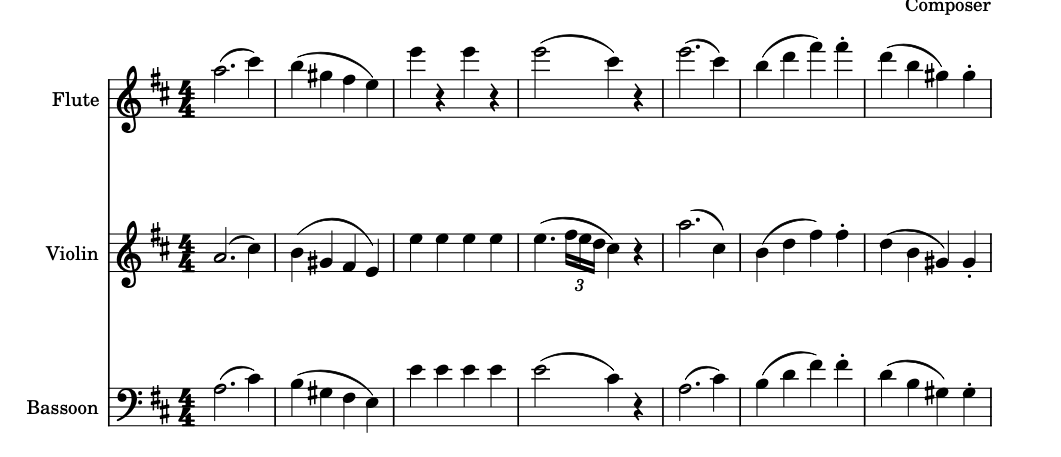 Composer
Flute
Violin
3
Bassoon